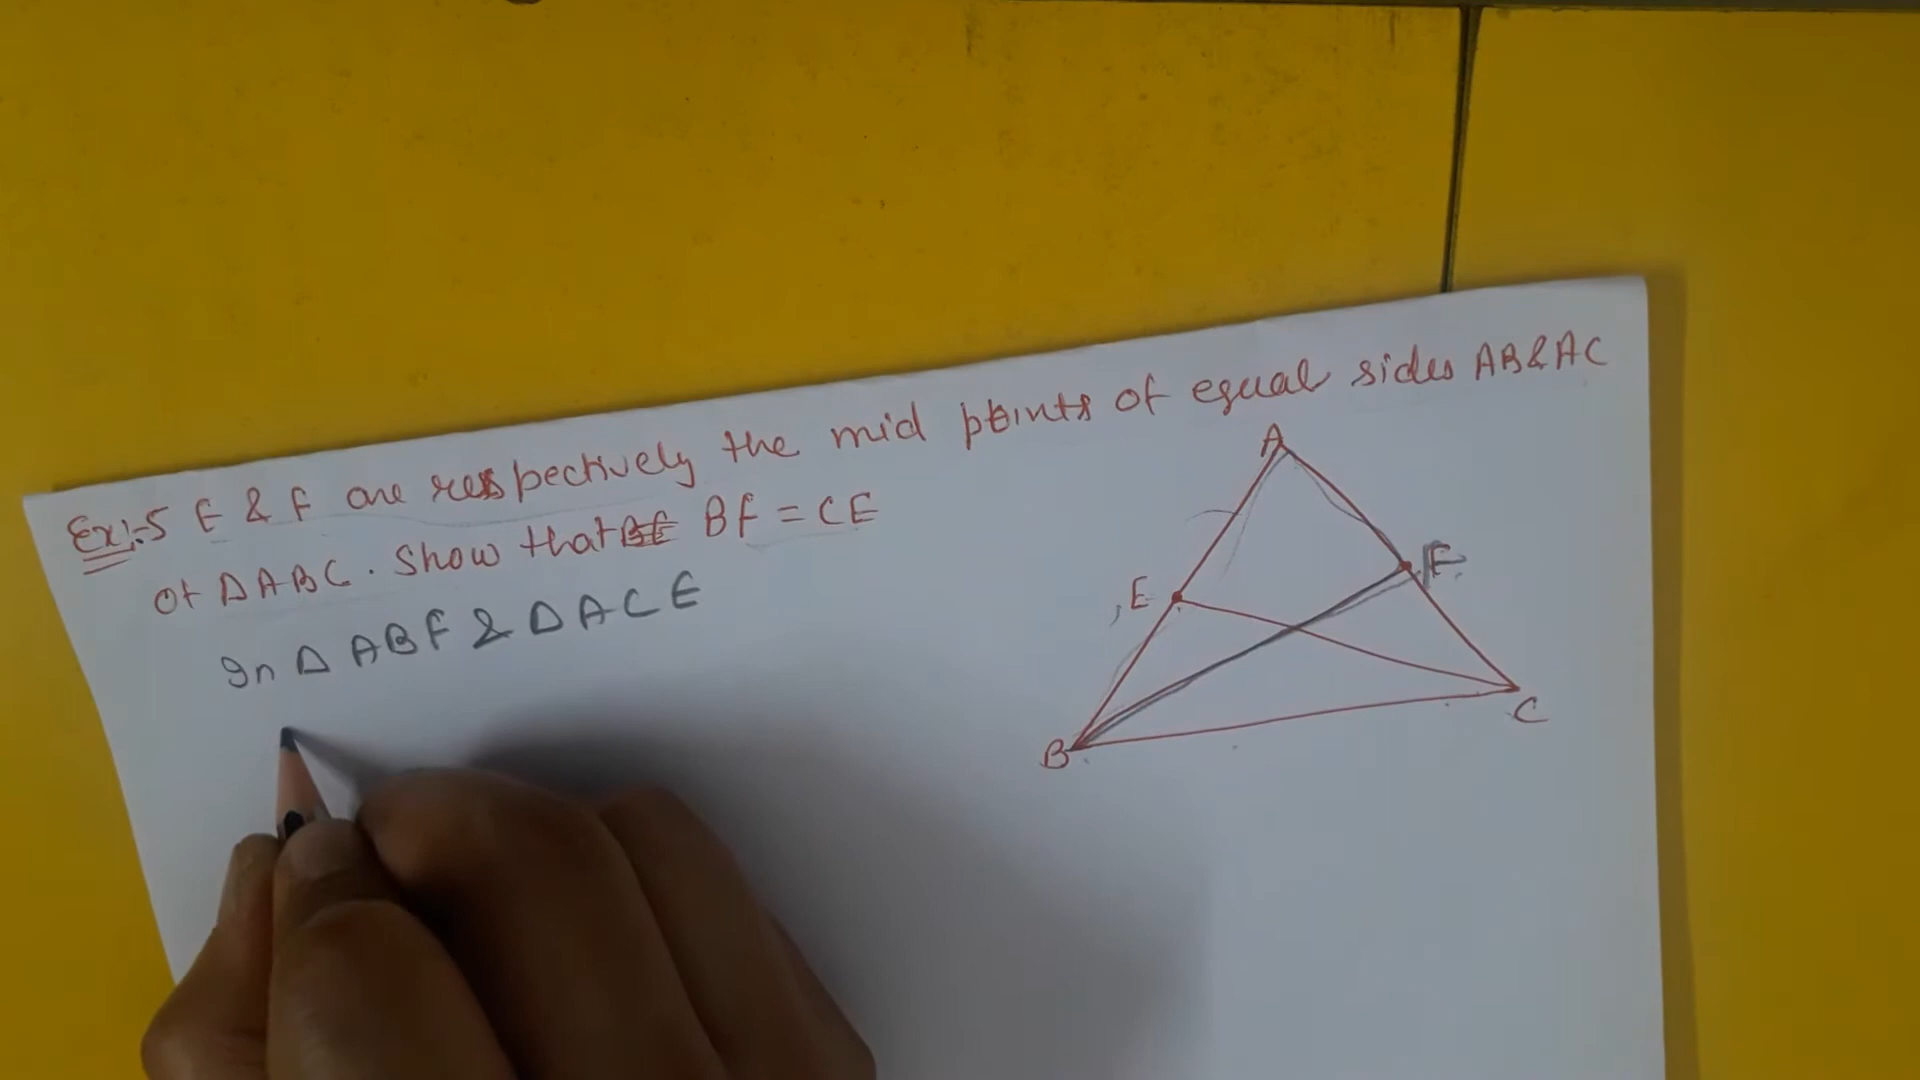 Ex:-5 E & F are respectively the mid points of equal sides AB & AC
of ΔABC. Show that BF = CE
In Δ ABF & Δ ACE
A
E
F
B
C